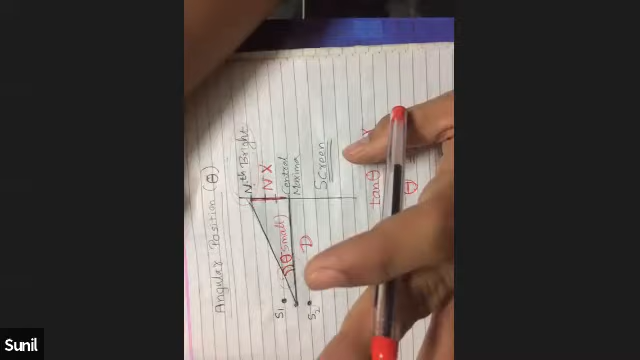 Angular Position (θ)
Nth Bright
NX
Central
Maxima
Screen
(θ small)
D
S1
S2
tanθ
θ
Sunil